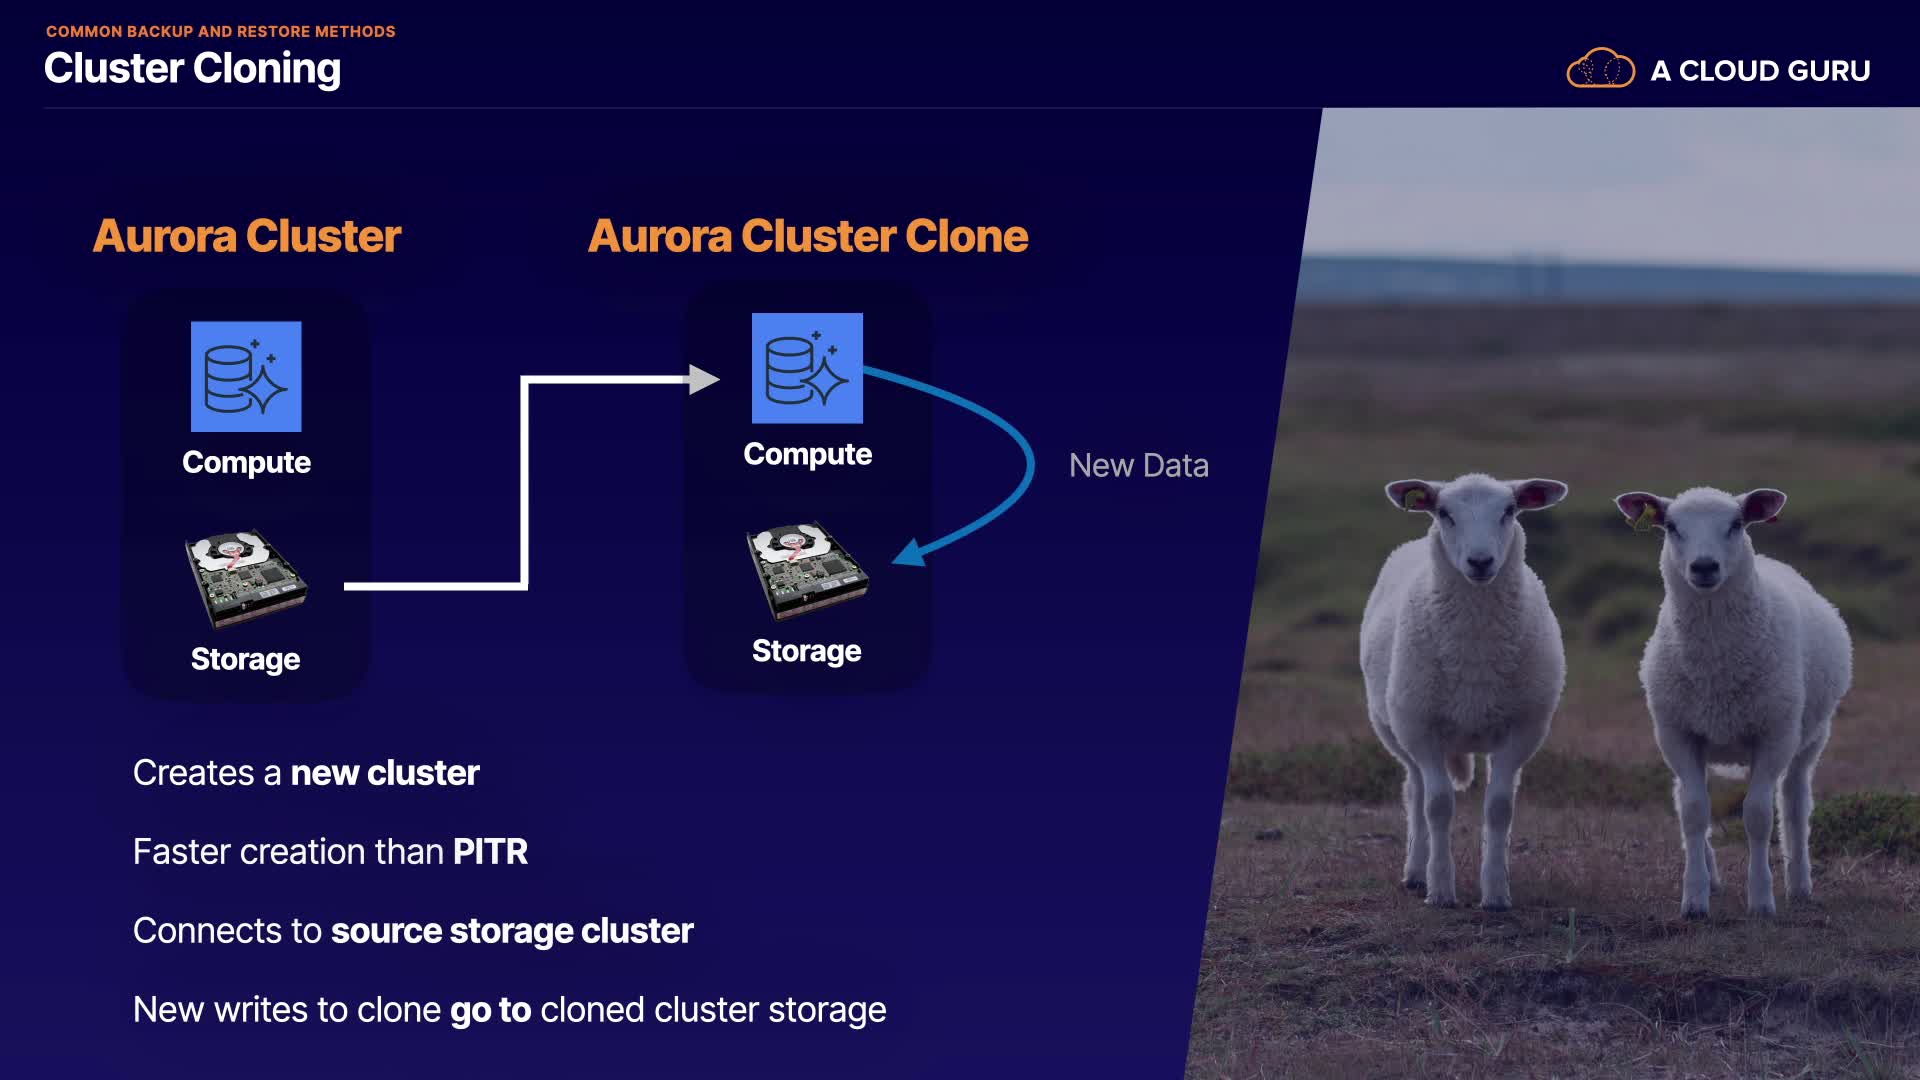 COMMON BACKUP AND RESTORE METHODS
Cluster Cloning
A CLOUD GURU
Aurora Cluster
Aurora Cluster Clone
Compute
Compute
New Data
Storage
Storage
Creates a new cluster
Faster creation than PITR
Connects to source storage cluster
New writes to clone go to cloned cluster storage